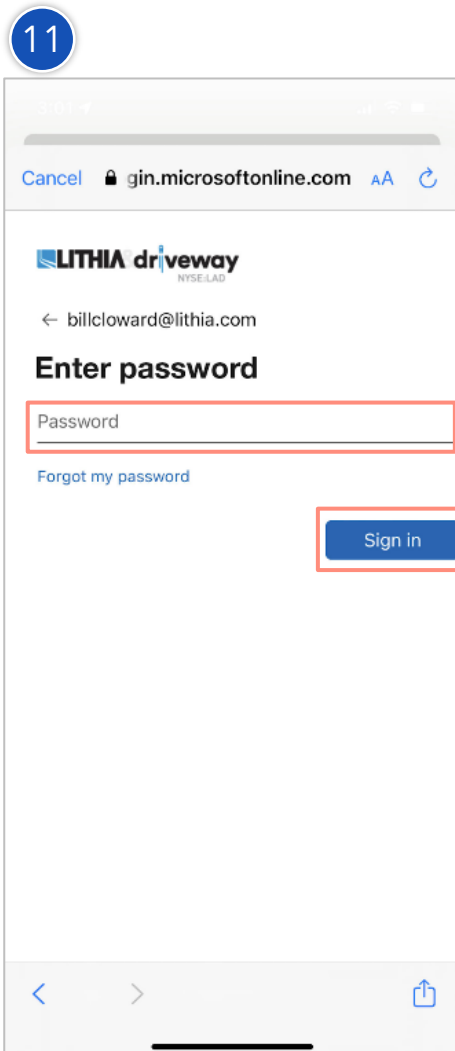 11
Cancel gin.microsoftonline.com AA
LITHIA driveway
NYSE:LAD
billcloward@lithia.com
Enter password
Password
Forgot my password
Sign in